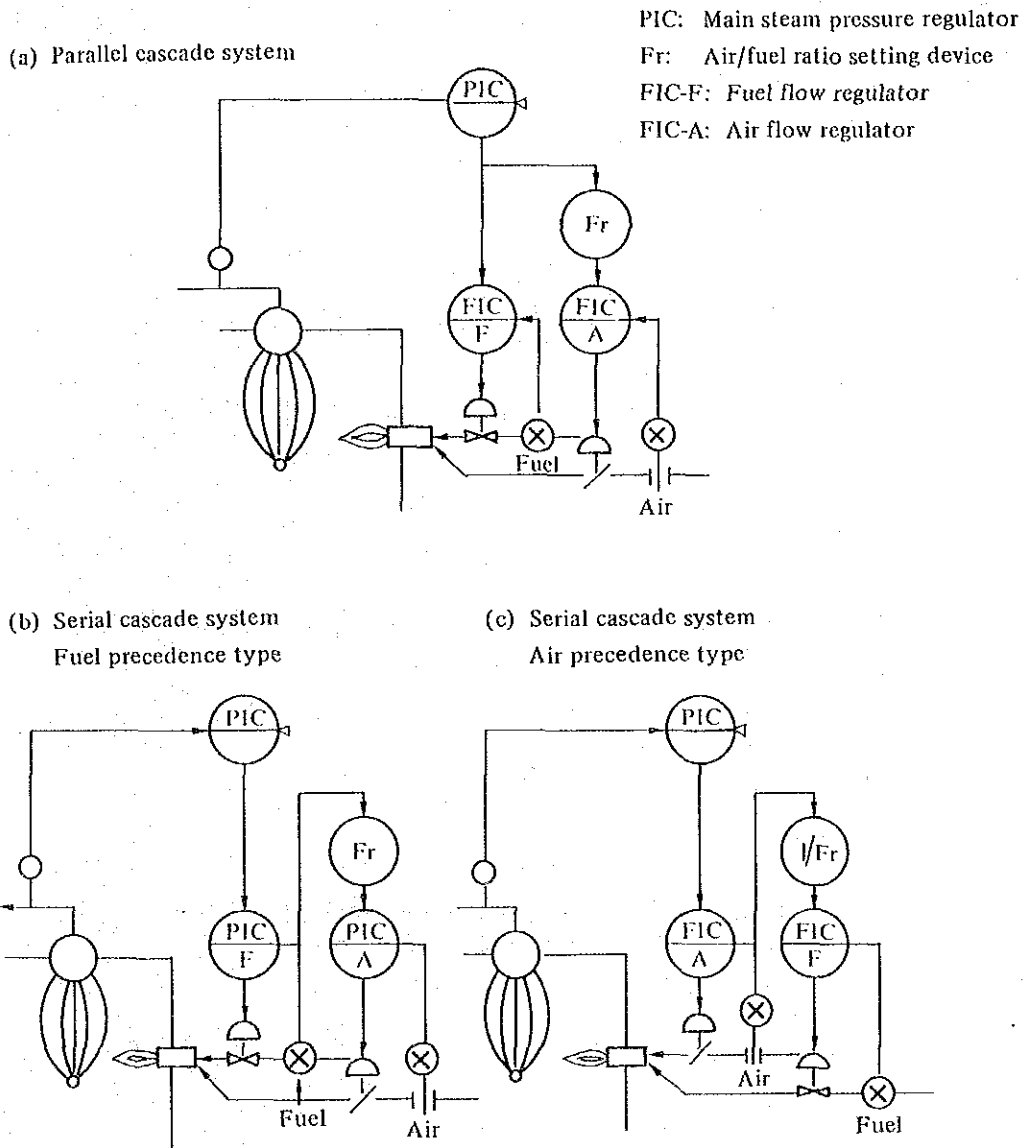 PIC: Main steam pressure regulator
(a) Parallel cascade system
Fr: Air/fuel ratio setting device
FIC-F: Fuel flow regulator
FIC-A: Air flow regulator
PIC
Fr
FIC
F
FIC
A
Fuel
Air
(b) Serial cascade system
Fuel precedence type
(c) Serial cascade system
Air precedence type
PIC
Fr
PIC
F
PIC
A
Fuel
Air
PIC
1/Fr
FIC
A
FIC
F
Air
Fuel